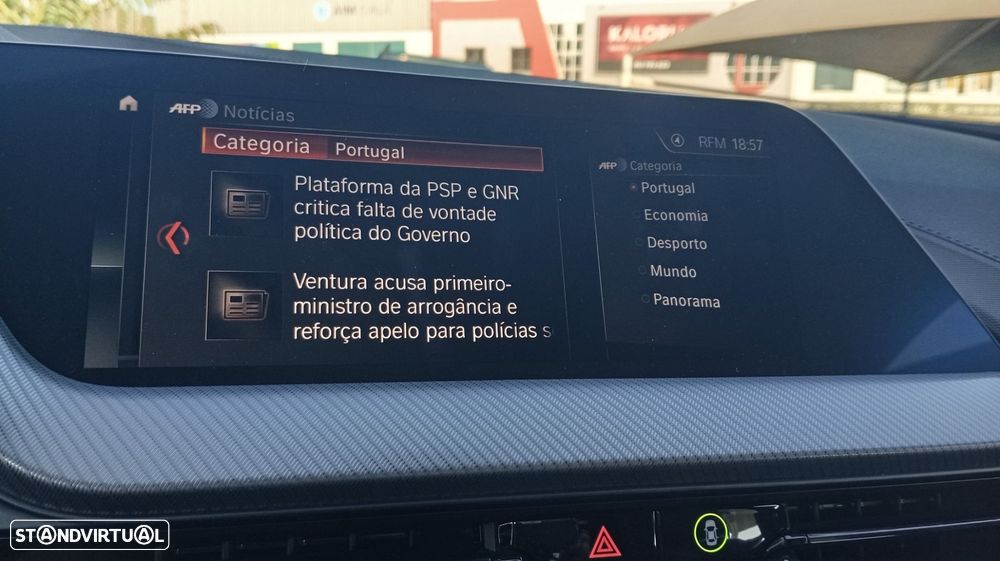 KALORU
AFP Notícias
RFM 18:57
Categoria Portugal
Plataforma da PSP e GNR
critica falta de vontade
política do Governo
Ventura acusa primeiro-
ministro de arrogância e
reforça apelo para polícias s
AFP Categoria
Portugal
Economia
Desporto
Mundo
Panorama
STANDVIRTUAL